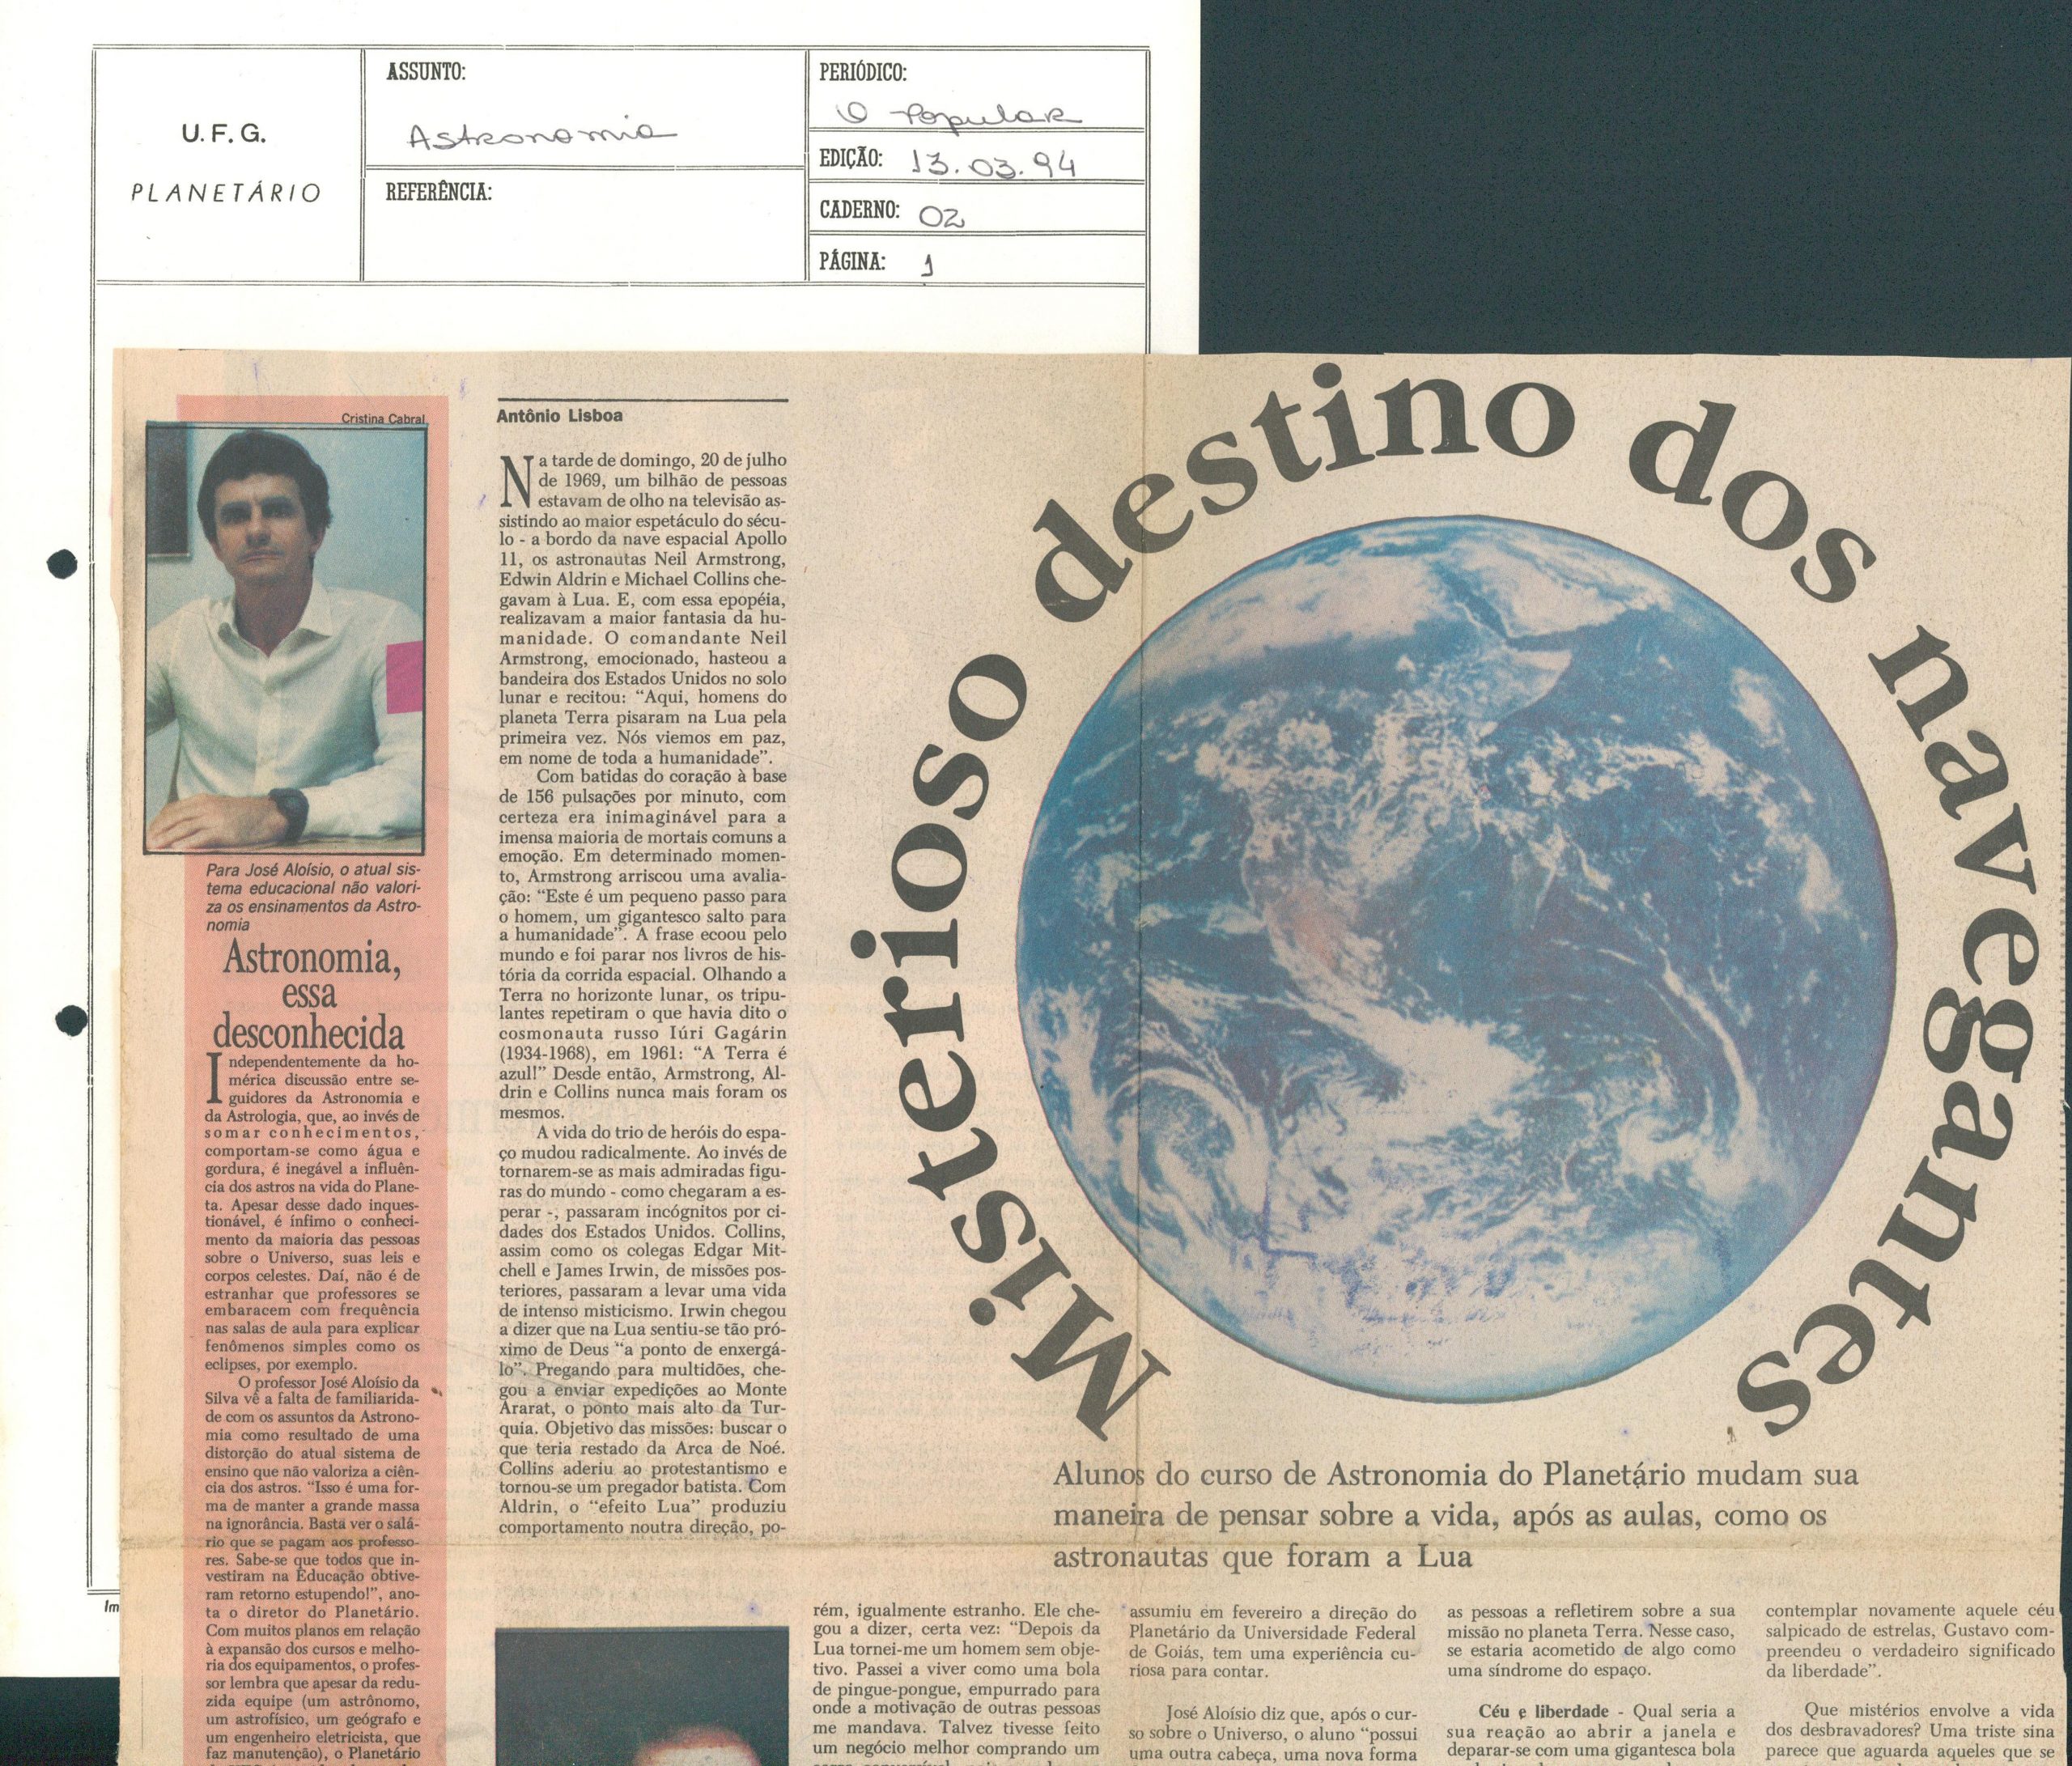 U.F.G.
PLANETÁRIO
ASSUNTO:
Astronomia
REFERÊNCIA:
PERIÓDICO:
O Popular
EDIÇÃO: 13.03.94
CADERNO: 02
PÁGINA: 1
Misterioso destino dos navegantes
Cristina Cabral
Para José Aloísio, o atual sis-
tema educacional não valori-
za os ensinamentos da Astro-
nomia
Astronomia,
essa
desconhecida
Independentemente da ho-
mérica discussão entre se-
guidores da Astronomia e
da Astrologia, que, ao invés de
somar conhecimentos,
comportam-se como água e
gordura, é inegável a influên-
cia dos astros na vida do Plane-
ta. Apesar desse dado inques-
tionável, é ínfimo o conheci-
mento da maioria das pessoas
sobre o Universo, suas leis e
corpos celestes. Daí, não é de
estranhar que professores se
embaracem com frequência
nas salas de aula para explicar
fenômenos simples como os
eclipses, por exemplo.
O professor José Aloísio da
Silva vê a falta de familiarida-
de com os assuntos da Astrono-
mia como resultado de uma
distorção do atual sistema de
ensino que não valoriza a ciên-
cia dos astros. “Isso é uma for-
ma de manter a grande massa
na ignorância. Basta ver o salá-
rio que se pagam aos professo-
res. Sabe-se que todos que in-
vestiram na Educação obtive-
ram retorno estupendo!”, ano-
ta o diretor do Planetário.
Com muitos planos em relação
à expansão dos cursos e melho-
ria dos equipamentos, o profes-
sor lembra que apesar da redu-
zida equipe (um astrônomo,
um astrofísico, um geógrafo e
um engenheiro eletricista, que
faz manutenção), o Planetário
Im
Antônio Lisboa
Na tarde de domingo, 20 de julho
de 1969, um bilhão de pessoas
estavam de olho na televisão as-
sistindo ao maior espetáculo do sécu-
lo - a bordo da nave espacial Apollo
11, os astronautas Neil Armstrong,
Edwin Aldrin e Michael Collins che-
gavam à Lua. E, com essa epopéia,
realizavam a maior fantasia da hu-
manidade. O comandante Neil
Armstrong, emocionado, hasteou a
bandeira dos Estados Unidos no solo
lunar e recitou: “Aqui, homens do
planeta Terra pisaram na Lua pela
primeira vez. Nós viemos em paz,
em nome de toda a humanidade”.
Com batidas do coração à base
de 156 pulsações por minuto, com
certeza era inimaginável para a
imensa maioria de mortais comuns a
emoção. Em determinado momen-
to, Armstrong arriscou uma avalia-
ção: “Este é um pequeno passo para
o homem, um gigantesco salto para
a humanidade”. A frase ecoou pelo
mundo e foi parar nos livros de his-
tória da corrida espacial. Olhando a
Terra no horizonte lunar, os tripu-
lantes repetiram o que havia dito o
cosmonauta russo Iúri Gagárin
(1934-1968), em 1961: “A Terra é
azul!” Desde então, Armstrong, Al-
drin e Collins nunca mais foram os
mesmos.
A vida do trio de heróis do espa-
ço mudou radicalmente. Ao invés de
tornarem-se as mais admiradas figu-
ras do mundo - como chegaram a es-
perar -, passaram incógnitos por ci-
dades dos Estados Unidos. Collins,
assim como os colegas Edgar Mit-
chell e James Irwin, de missões pos-
teriores, passaram a levar uma vida
de intenso misticismo. Irwin chegou
a dizer que na Lua sentiu-se tão pró-
ximo de Deus “a ponto de enxergá-
lo”. Pregando para multidões, che-
gou a enviar expedições ao Monte
Ararat, o ponto mais alto da Tur-
quia. Objetivo das missões: buscar o
que teria restado da Arca de Noé.
Collins aderiu ao protestantismo e
tornou-se um pregador batista. Com
Aldrin, o “efeito Lua” produziu
comportamento noutra direção, po-
Alunos do curso de Astronomia do Planetário mudam sua
maneira de pensar sobre a vida, após as aulas, como os
astronautas que foram a Lua
rém, igualmente estranho. Ele che-
gou a dizer, certa vez: “Depois da
Lua tornei-me um homem sem obje-
tivo. Passei a viver como uma bola
de pingue-pongue, empurrado para
onde a motivação de outras pessoas
me mandava. Talvez tivesse feito
um negócio melhor comprando um
assumiu em fevereiro a direção do
Planetário da Universidade Federal
de Goiás, tem uma experiência cu-
riosa para contar.
José Aloísio diz que, após o cur-
so sobre o Universo, o aluno “possui
uma outra cabeça, uma nova forma
as pessoas a refletirem sobre a sua
missão no planeta Terra. Nesse caso,
se estaria acometido de algo como
uma síndrome do espaço.
Céu e liberdade - Qual seria a
sua reação ao abrir a janela e
deparar-se com uma gigantesca bola
contemplar novamente aquele céu
salpicado de estrelas, Gustavo com-
preendeu o verdadeiro significado
da liberdade”.
Que mistérios envolve a vida
dos desbravadores? Uma triste sina
parece que aguarda aqueles que se